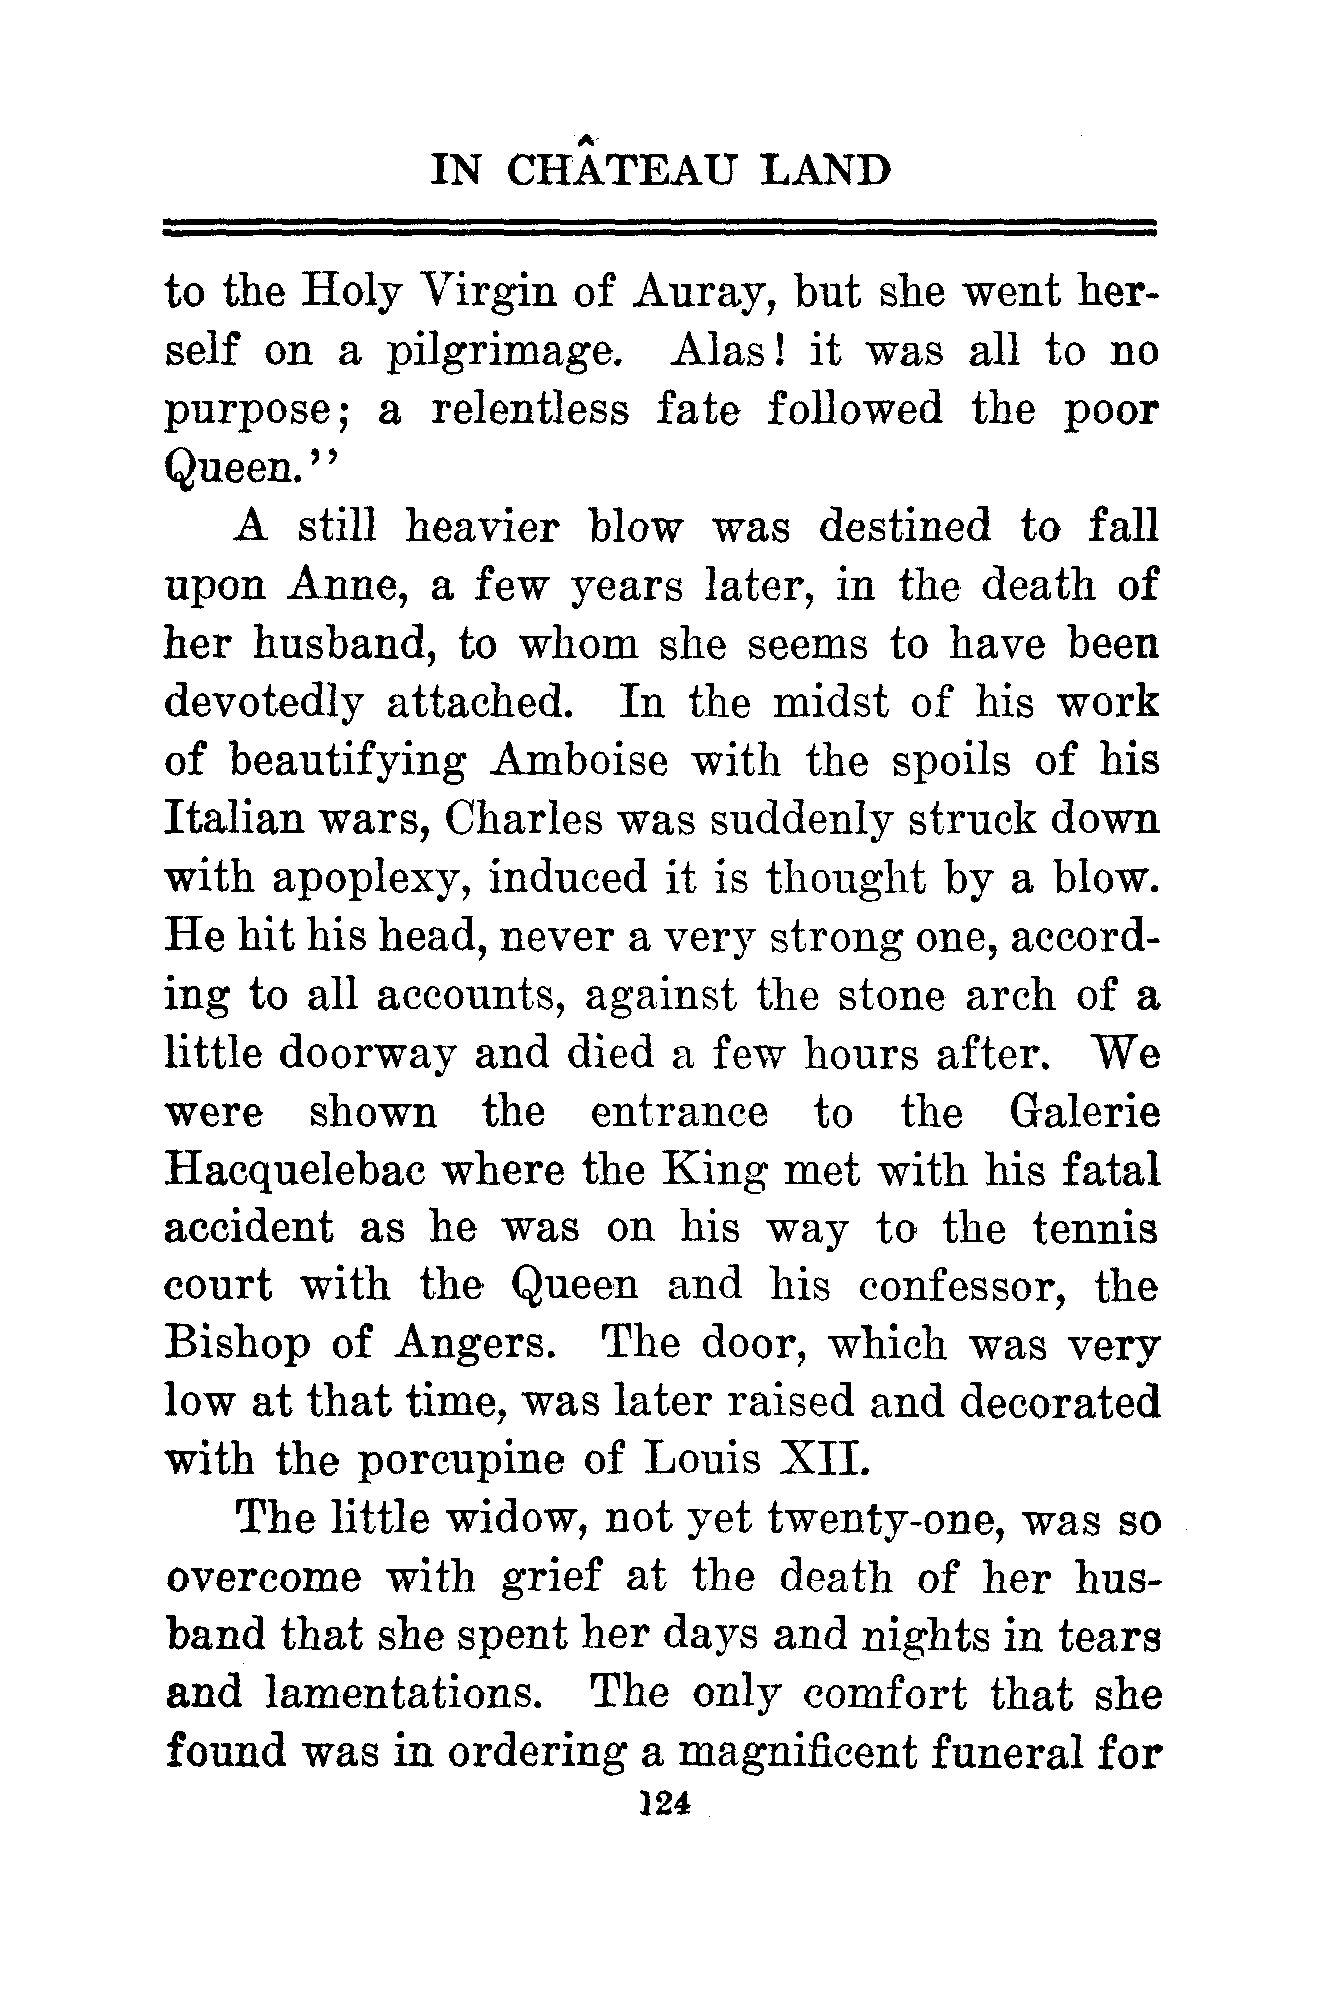 IN CHÂTEAU LAND
to the Holy Virgin of Auray, but she went her-
self on a pilgrimage. Alas! it was all to no
purpose; a relentless fate followed the poor
Queen.''
A still heavier blow was destined to fall
upon Anne, a few years later, in the death of
her husband, to whom she seems to have been
devotedly attached. In the midst of his work
of beautifying Amboise with the spoils of his
Italian wars, Charles was suddenly struck down
with apoplexy, induced it is thought by a blow.
He hit his head, never a very strong one, accord-
ing to all accounts, against the stone arch of a
little doorway and died a few hours after. We
were shown the entrance to the Galerie
Hacquelebac where the King met with his fatal
accident as he was on his way to the tennis
court with the Queen and his confessor, the
Bishop of Angers. The door, which was very
low at that time, was later raised and decorated
with the porcupine of Louis XII.
The little widow, not yet twenty-one, was so
overcome with grief at the death of her hus-
band that she spent her days and nights in tears
and lamentations. The only comfort that she
found was in ordering a magnificent funeral for
124